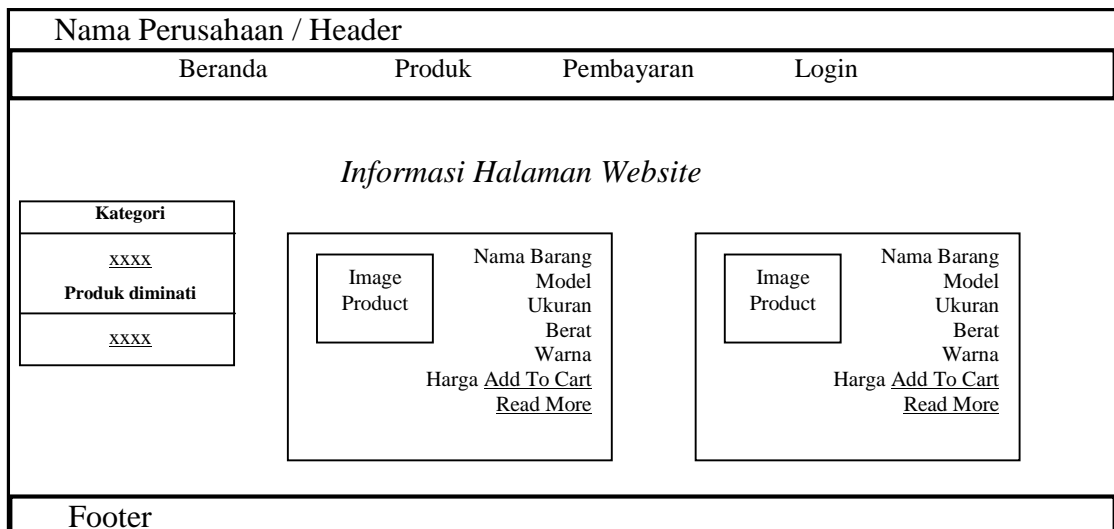 Nama Perusahaan / Header
Beranda Produk Pembayaran Login
Informasi Halaman Website
Kategori
xxxx
Produk diminati
xxxx
Image
Product
Nama Barang
Model
Ukuran
Berat
Warna
Harga Add To Cart
Read More
Image
Product
Nama Barang
Model
Ukuran
Berat
Warna
Harga Add To Cart
Read More
Footer